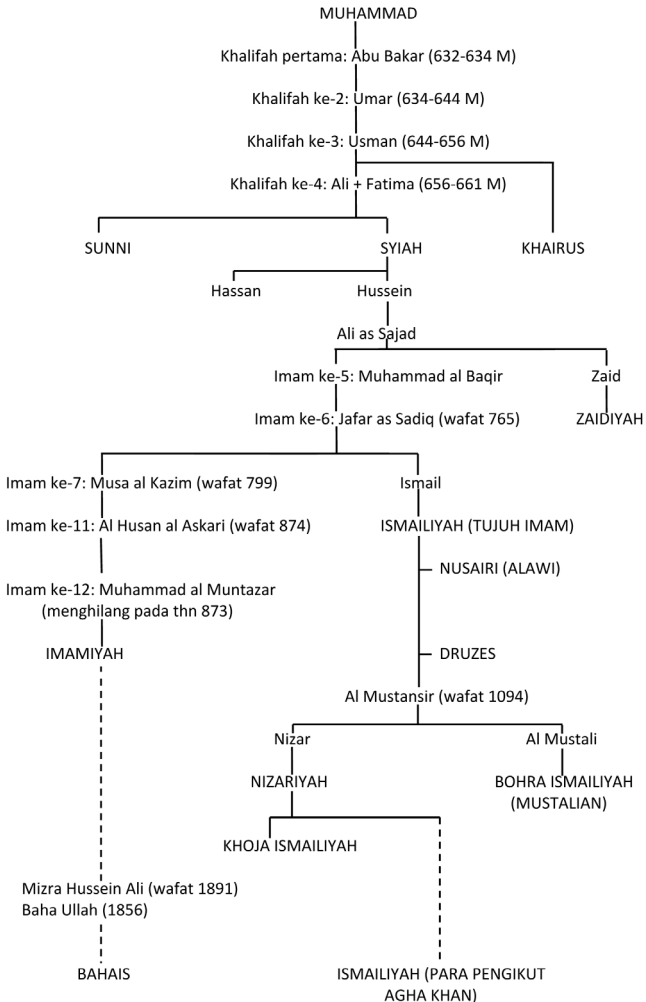 MUHAMMAD
Khalifah pertama: Abu Bakar (632-634 M)
Khalifah ke-2: Umar (634-644 M)
Khalifah ke-3: Usman (644-656 M)
Khalifah ke-4: Ali + Fatima (656-661 M)
SUNNI
SYIAH
KHAIRUS
Hassan
Hussein
Ali as Sajad
Imam ke-5: Muhammad al Baqir
Zaid
Imam ke-6: Jafar as Sadiq (wafat 765)
ZAIDIYAH
Imam ke-7: Musa al Kazim (wafat 799)
Ismail
Imam ke-11: Al Husan al Askari (wafat 874)
ISMAILIYAH (TUJUH IMAM)
NUSAIRI (ALAWI)
Imam ke-12: Muhammad al Muntazar
(menghilang pada thn 873)
IMAMIYAH
DRUZES
Al Mustansir (wafat 1094)
Nizar
Al Mustali
NIZARIYAH
BOHRA ISMAILIYAH
(MUSTALIAN)
KHOJA ISMAILIYAH
Mizra Hussein Ali (wafat 1891)
Baha Ullah (1856)
BAHAIS
ISMAILIYAH (PARA PENGIKUT
AGHA KHAN)